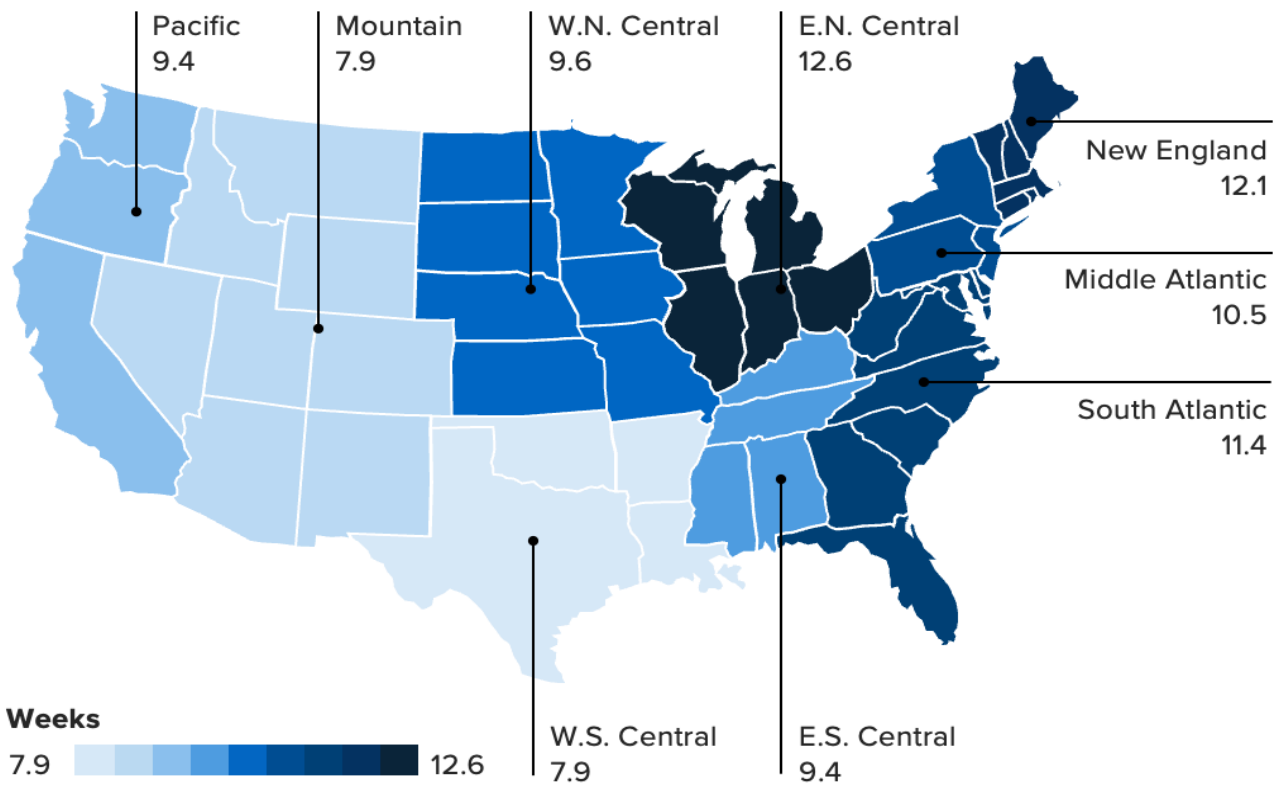 Pacific
9.4
Mountain
7.9
W.N. Central
9.6
E.N. Central
12.6
New England
12.1
Middle Atlantic
10.5
South Atlantic
11.4
W.S. Central
7.9
E.S. Central
9.4
Weeks
7.9
12.6